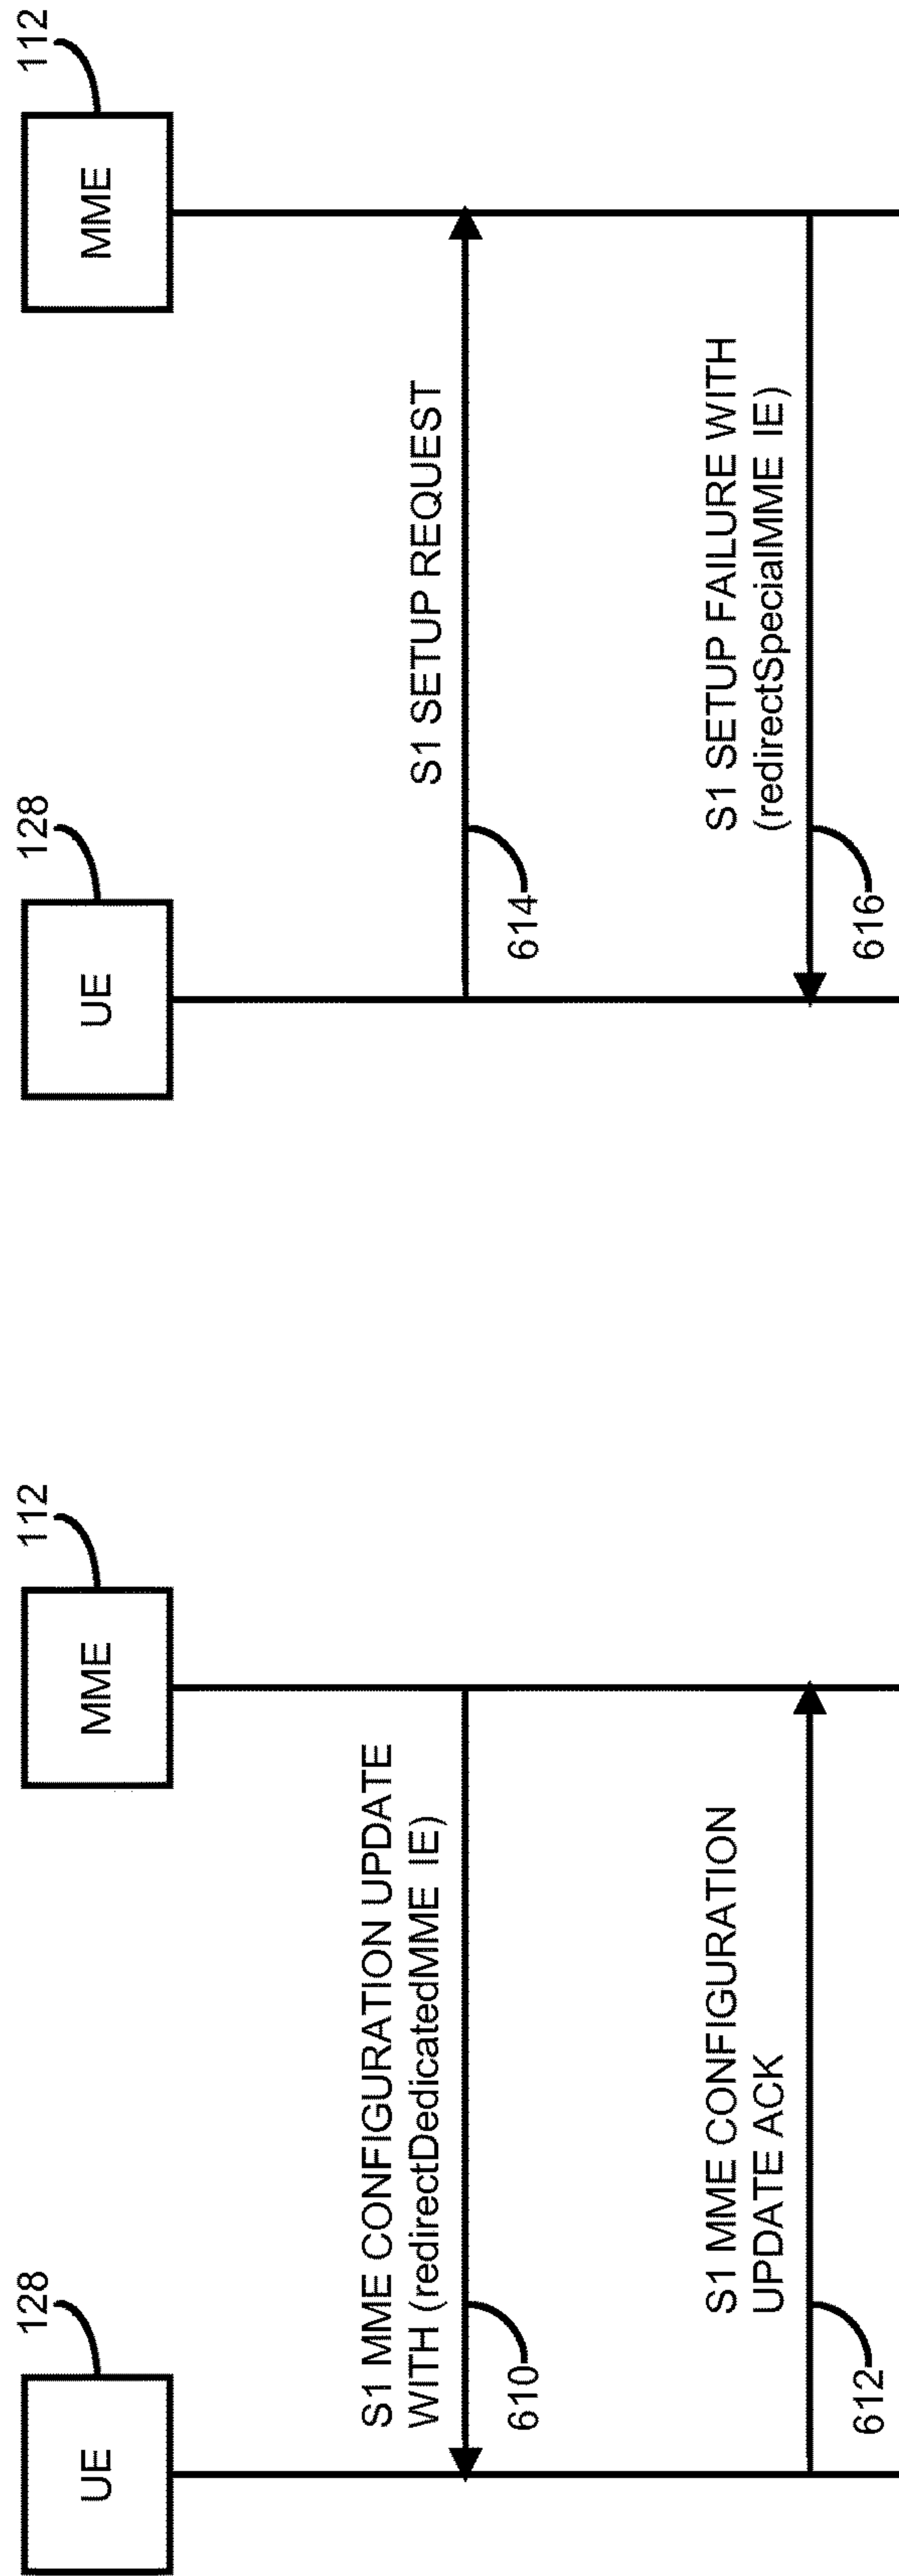 128
112
UE
MME
S1 MME CONFIGURATION UPDATE
WITH (redirectDedicatedMME IE)
610
S1 MME CONFIGURATION
UPDATE ACK
612
128
112
UE
MME
S1 SETUP REQUEST
614
S1 SETUP FAILURE WITH
(redirectSpecialMME IE)
616